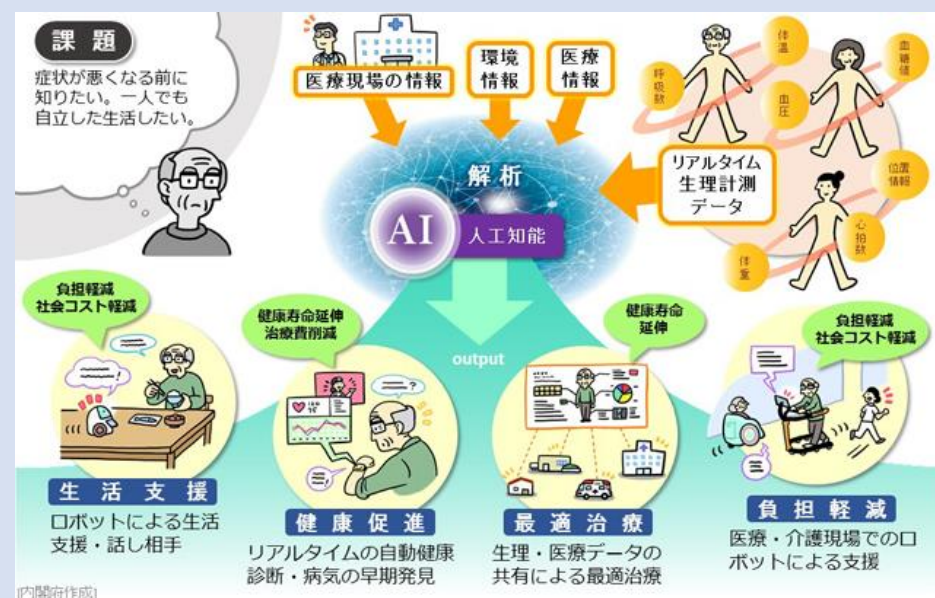 課題
症状が悪くなる前に
知りたい。一人でも
自立した生活したい。
医療現場の情報
環境
情報
医療
情報
体温
呼吸数
血圧
血糖値
リアルタイム
生理計測
データ
位置
情報
心拍数
体重
解析
AI 人工知能
output
負担軽減
社会コスト軽減
健康寿命延伸
治療費削減
健康寿命
延伸
負担軽減
社会コスト軽減
生活支援
ロボットによる生活
支援・話し相手
健康促進
リアルタイムの自動健康
診断・病気の早期発見
最適治療
生理・医療データの
共有による最適治療
負担軽減
医療・介護現場でのロ
ボットによる支援
[内閣府作成]